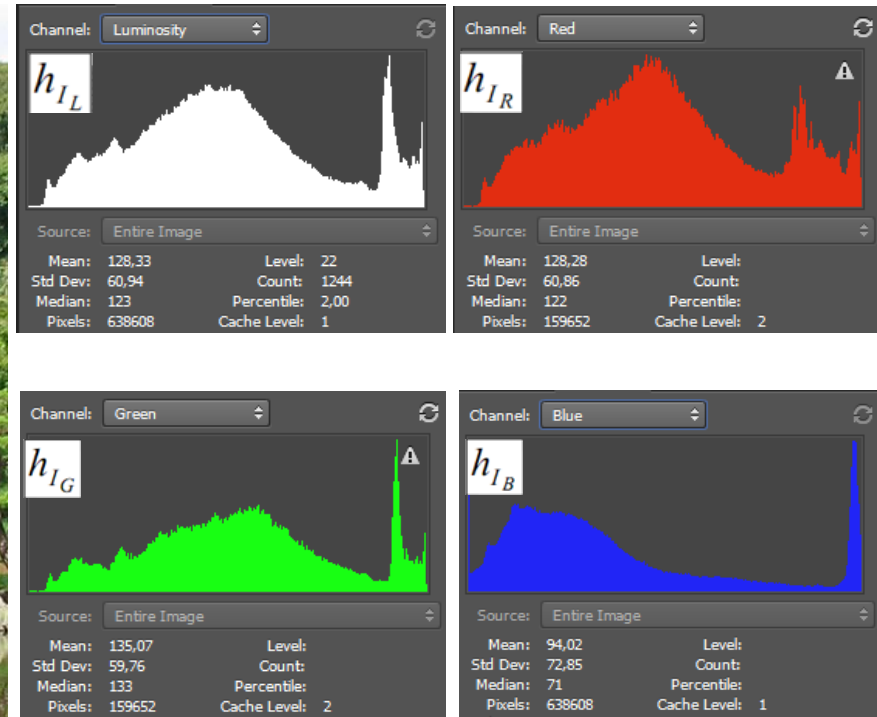 Channel: Luminosity
h_{I_L}
Source: Entire Image
Mean: 128,33 Level: 22
Std Dev: 60,94 Count: 1244
Median: 123 Percentile: 2,00
Pixels: 638608 Cache Level: 1
Channel: Red
h_{I_R}
Source: Entire Image
Mean: 128,28 Level:
Std Dev: 60,86 Count:
Median: 122 Percentile:
Pixels: 159652 Cache Level: 2
Channel: Green
h_{I_G}
Source: Entire Image
Mean: 135,07 Level:
Std Dev: 59,76 Count:
Median: 133 Percentile:
Pixels: 159652 Cache Level: 2
Channel: Blue
h_{I_B}
Source: Entire Image
Mean: 94,02 Level:
Std Dev: 72,85 Count:
Median: 71 Percentile:
Pixels: 638608 Cache Level: 1